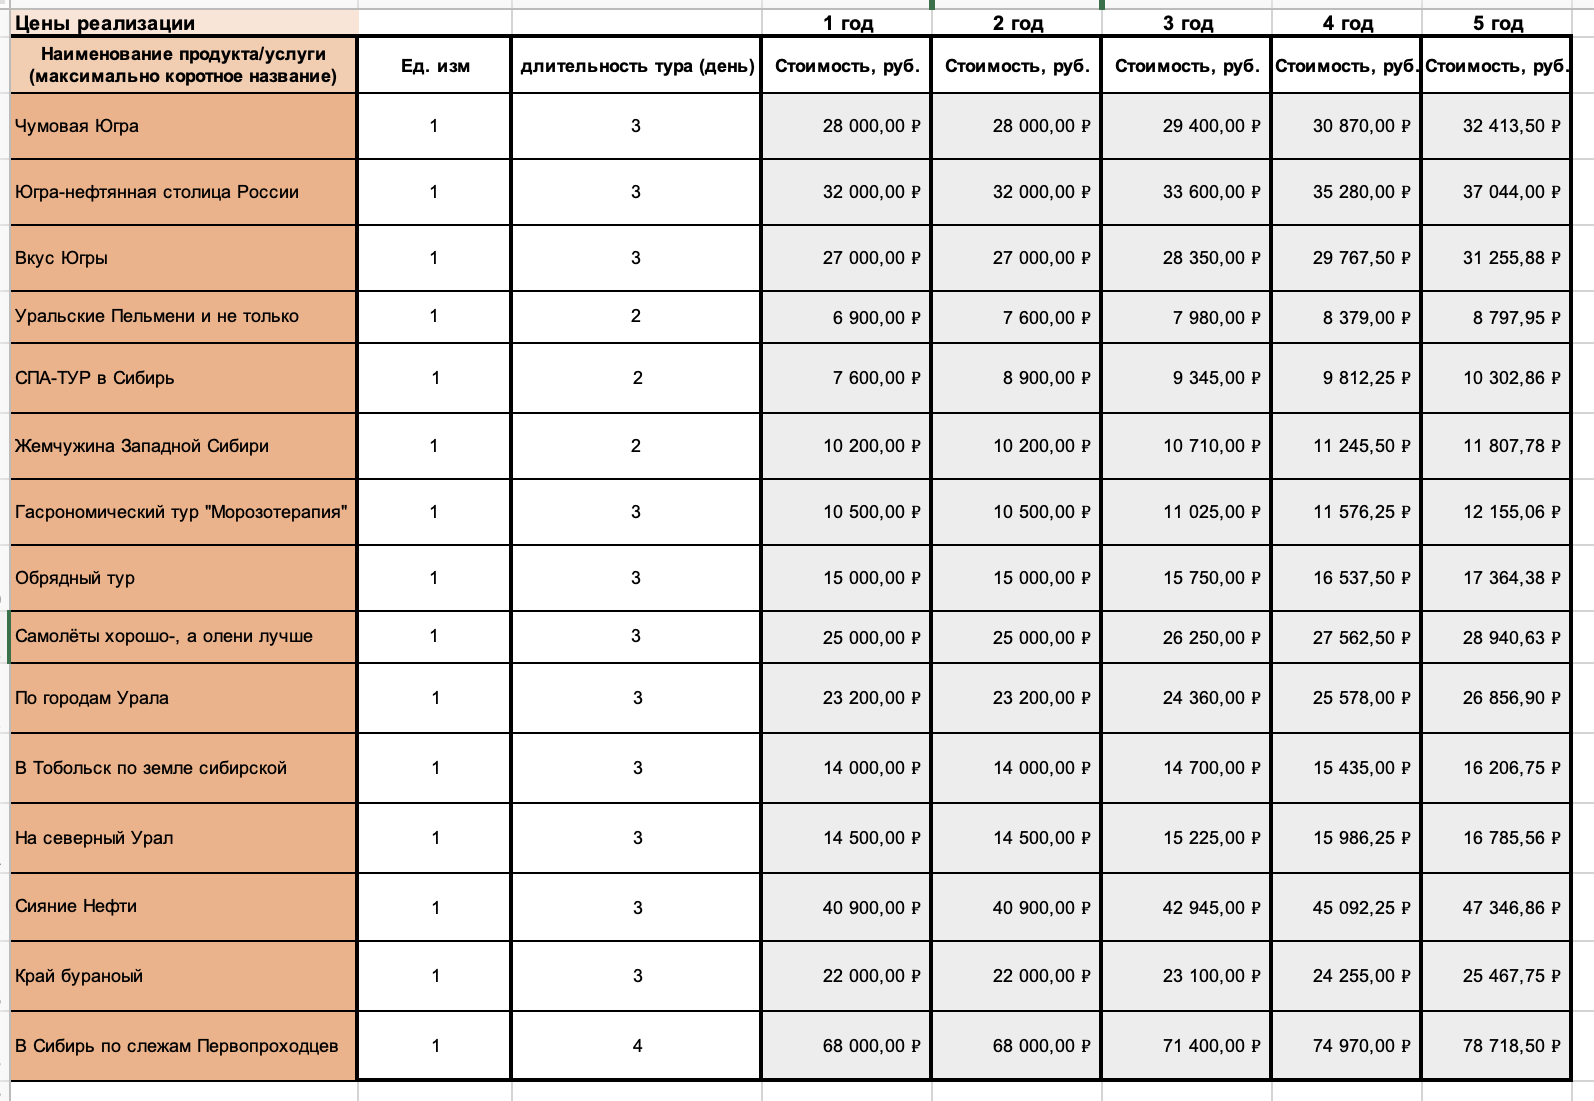 Цены реализации 1 год 2 год 3 год 4 год 5 год
Наименование продукта/услуги
(максимально коротное название) Ед. изм длительность тура (день) Стоимость, руб. Стоимость, руб. Стоимость, руб. Стоимость, руб. Стоимость, руб.
Чумовая Югра 1 3 28 000,00 ₽ 28 000,00 ₽ 29 400,00 ₽ 30 870,00 ₽ 32 413,50 ₽
Югра-нефтянная столица России 1 3 32 000,00 ₽ 32 000,00 ₽ 33 600,00 ₽ 35 280,00 ₽ 37 044,00 ₽
Вкус Югры 1 3 27 000,00 ₽ 27 000,00 ₽ 28 350,00 ₽ 29 767,50 ₽ 31 255,88 ₽
Уральские Пельмени и не только 1 2 6 900,00 ₽ 7 600,00 ₽ 7 980,00 ₽ 8 379,00 ₽ 8 797,95 ₽
СПА-ТУР в Сибирь 1 2 7 600,00 ₽ 8 900,00 ₽ 9 345,00 ₽ 9 812,25 ₽ 10 302,86 ₽
Жемчужина Западной Сибири 1 2 10 200,00 ₽ 10 200,00 ₽ 10 710,00 ₽ 11 245,50 ₽ 11 807,78 ₽
Гасрономический тур "Морозотерапия" 1 3 10 500,00 ₽ 10 500,00 ₽ 11 025,00 ₽ 11 576,25 ₽ 12 155,06 ₽
Обрядный тур 1 3 15 000,00 ₽ 15 000,00 ₽ 15 750,00 ₽ 16 537,50 ₽ 17 364,38 ₽
Самолёты хорошо-, а олени лучше 1 3 25 000,00 ₽ 25 000,00 ₽ 26 250,00 ₽ 27 562,50 ₽ 28 940,63 ₽
По городам Урала 1 3 23 200,00 ₽ 23 200,00 ₽ 24 360,00 ₽ 25 578,00 ₽ 26 856,90 ₽
В Тобольск по земле сибирской 1 3 14 000,00 ₽ 14 000,00 ₽ 14 700,00 ₽ 15 435,00 ₽ 16 206,75 ₽
На северный Урал 1 3 14 500,00 ₽ 14 500,00 ₽ 15 225,00 ₽ 15 986,25 ₽ 16 785,56 ₽
Сияние Нефти 1 3 40 900,00 ₽ 40 900,00 ₽ 42 945,00 ₽ 45 092,25 ₽ 47 346,86 ₽
Край бураноый 1 3 22 000,00 ₽ 22 000,00 ₽ 23 100,00 ₽ 24 255,00 ₽ 25 467,75 ₽
В Сибирь по слежам Первопроходцев 1 4 68 000,00 ₽ 68 000,00 ₽ 71 400,00 ₽ 74 970,00 ₽ 78 718,50 ₽